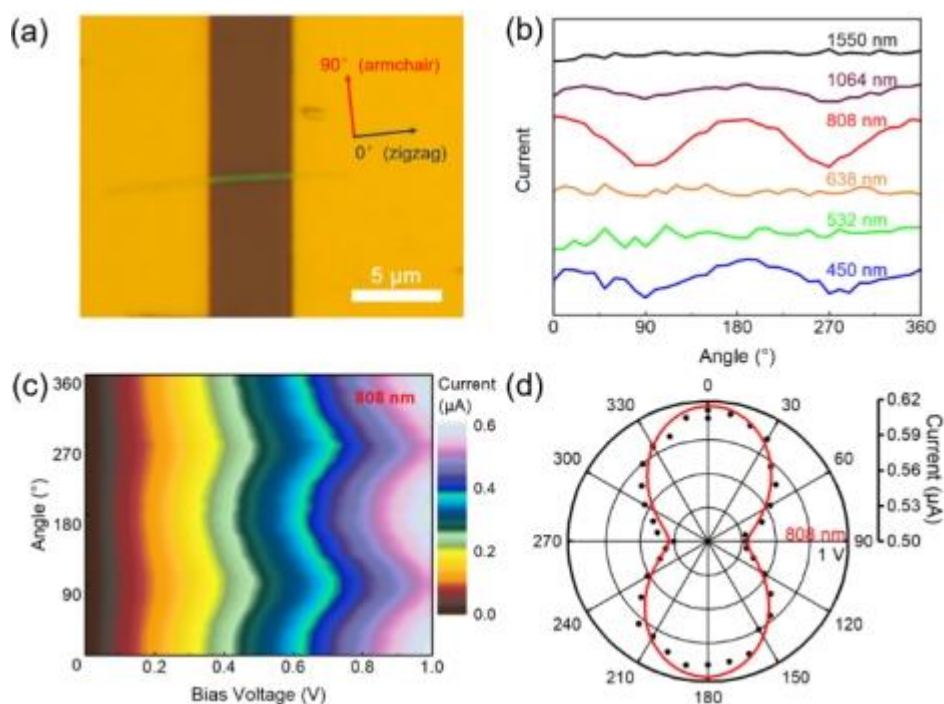 (a)
90° (armchair)
0° (zigzag)
5 μm
(b)
Current
1550 nm
1064 nm
808 nm
638 nm
532 nm
450 nm
0 90 180 270 360
Angle (°)
(c)
Angle (°)
360
270
180
90
0
808 nm
0.2 0.4 0.6 0.8 1.0
Bias Voltage (V)
Current
(μA)
0.6
0.4
0.2
0.0
(d)
0
330 30
300 60
270 90
240 120
210 150
180
808 nm
1 V
0.62
0.59
0.56
0.53
0.50
Current (μA)